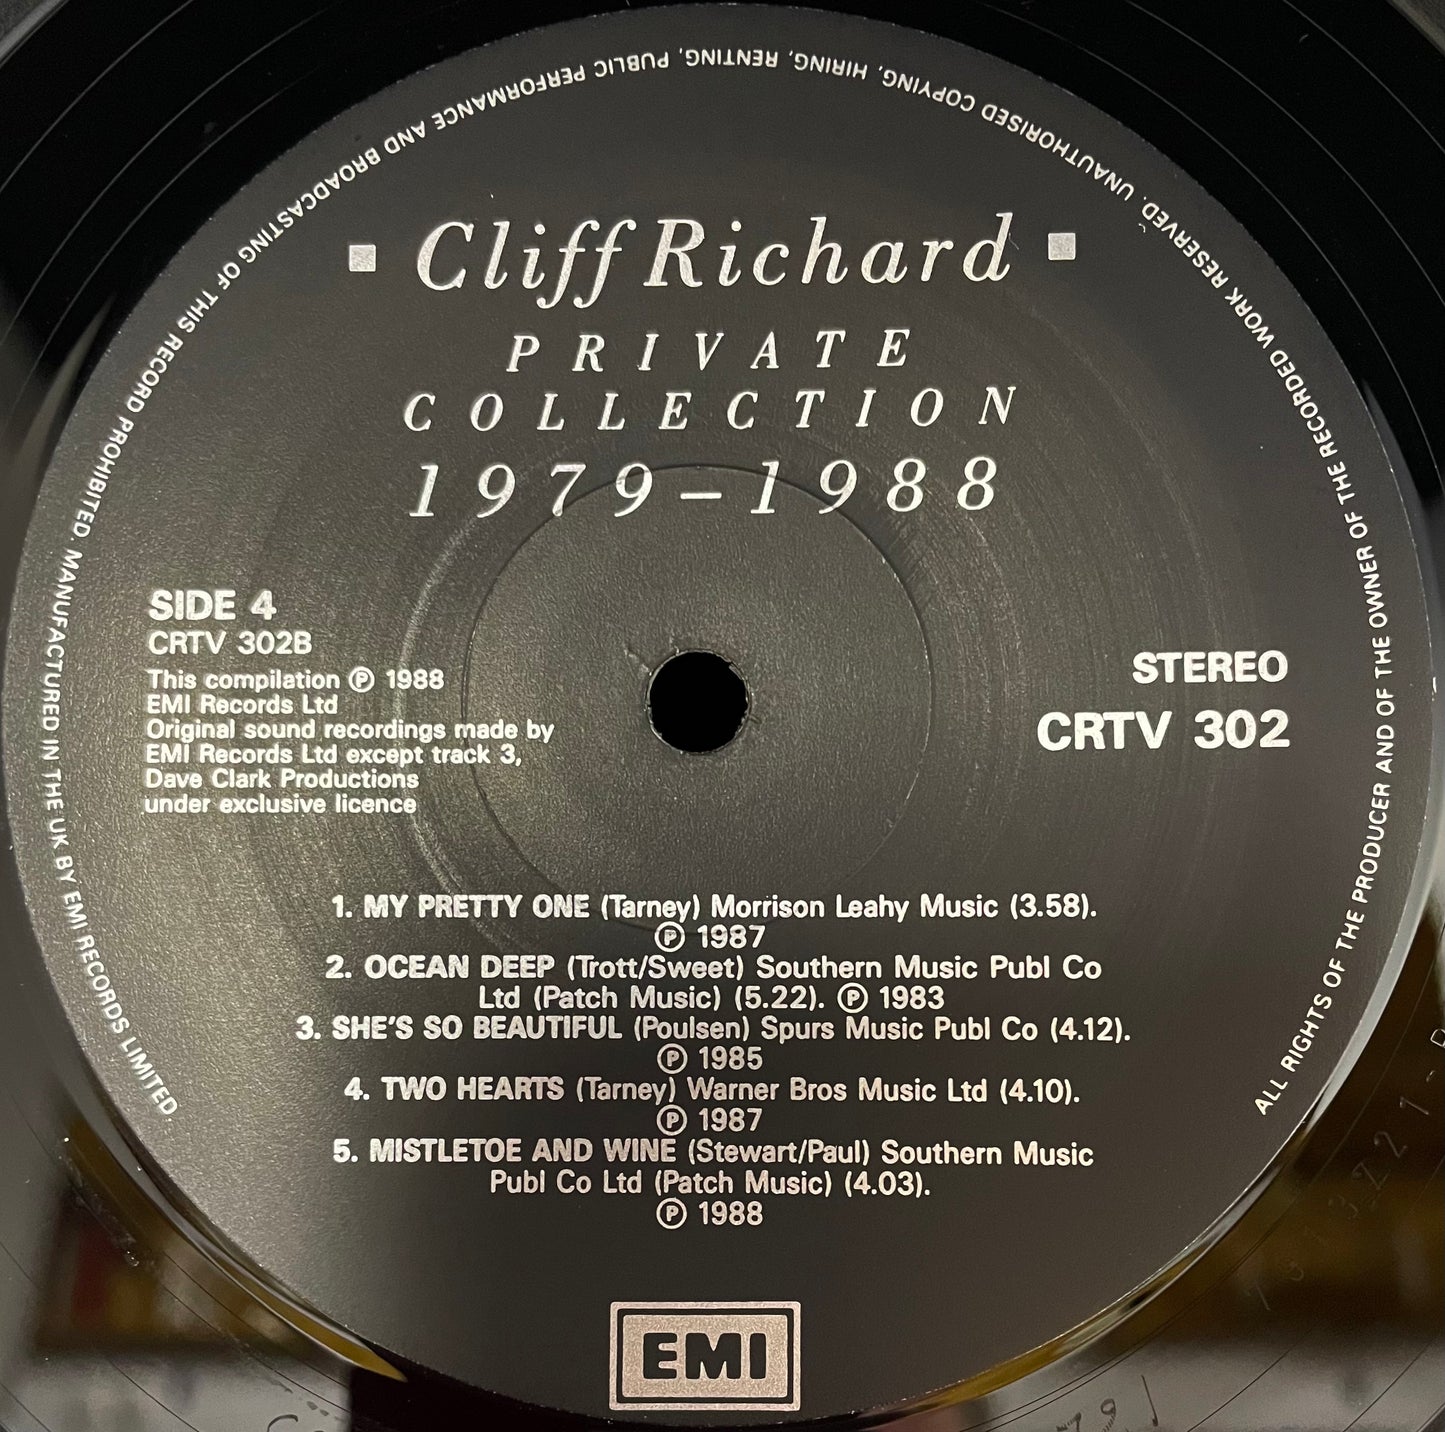 Cliff Richard
PRIVATE
COLLECTION
1979–1988
SIDE 4
CRTV 302B
This compilation Ⓟ 1988
EMI Records Ltd
Original sound recordings made by
EMI Records Ltd except track 3,
Dave Clark Productions
under exclusive licence
STEREO
CRTV 302
1. MY PRETTY ONE (Tarney) Morrison Leahy Music (3.58).
Ⓟ 1987
2. OCEAN DEEP (Trott/Sweet) Southern Music Publ Co
Ltd (Patch Music) (5.22). Ⓟ 1983
3. SHE'S SO BEAUTIFUL (Poulsen) Spurs Music Publ Co (4.12).
Ⓟ 1985
4. TWO HEARTS (Tarney) Warner Bros Music Ltd (4.10).
Ⓟ 1987
5. MISTLETOE AND WINE (Stewart/Paul) Southern Music
Publ Co Ltd (Patch Music) (4.03).
Ⓟ 1988
EMI
ALL RIGHTS OF THE PRODUCER AND OF THE OWNER OF THE RECORDED WORK RESERVED. UNAUTHORISED COPYING, HIRING, RENTING, PUBLIC PERFORMANCE AND BROADCASTING OF THIS RECORD PROHIBITED. MANUFACTURED IN THE UK BY EMI RECORDS LIMITED.